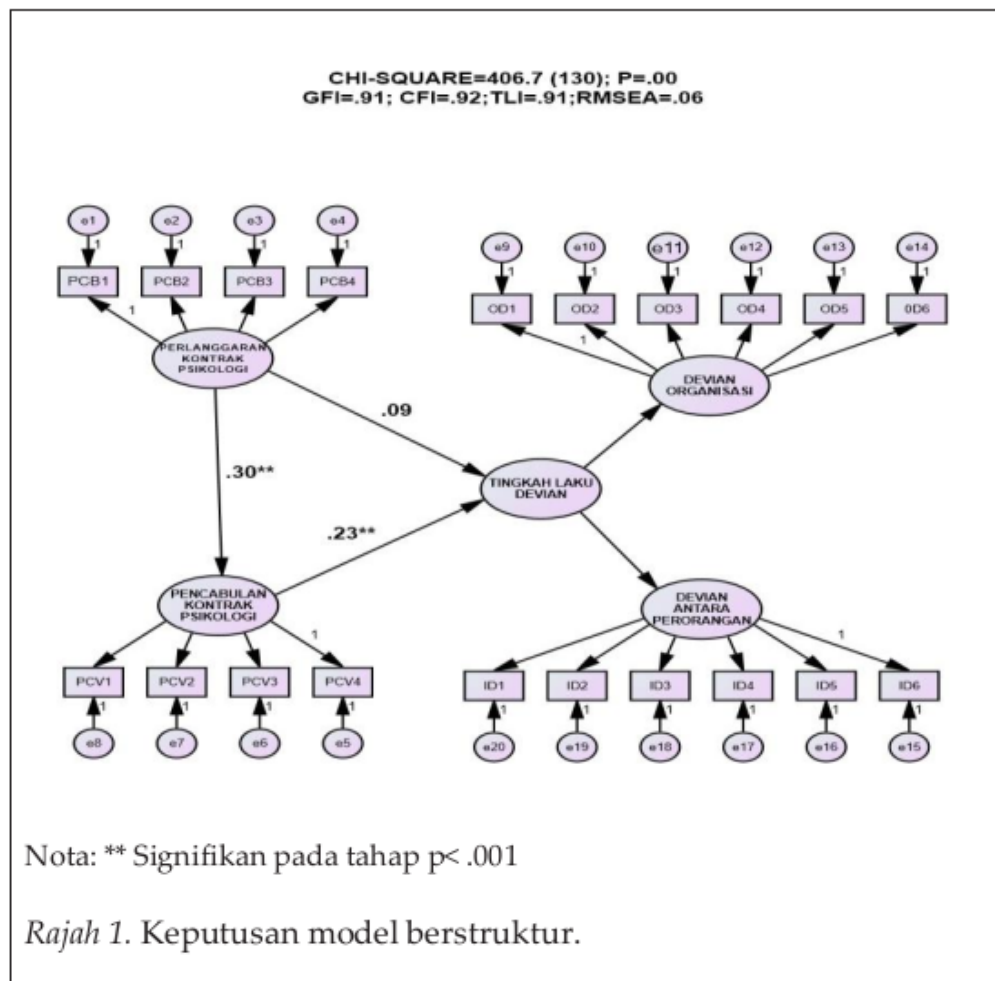 CHI-SQUARE=406.7 (130); P=.00
GFI=.91; CFI=.92;TLI=.91;RMSEA=.06
e1 e2 e3 e4
1 1 1 1
PCB1 PCB2 PCB3 PCB4
1
PERLANGGARAN
KONTRAK
PSIKOLOGI
e9 e10 e11 e12 e13 e14
1 1 1 1 1 1
OD1 OD2 OD3 OD4 OD5 0D6
1
DEVIAN
ORGANISASI
.09
.30**
TINGKAH LAKU
DEVIAN
.23**
PENCABULAN
KONTRAK
PSIKOLOGI
1
PCV1 PCV2 PCV3 PCV4
1 1 1 1
e8 e7 e6 e5
DEVIAN
ANTARA
PERORANGAN
1
ID1 ID2 ID3 ID4 ID5 ID6
1 1 1 1 1 1
e20 e19 e18 e17 e16 e15
Nota: ** Signifikan pada tahap p< .001
Rajah 1. Keputusan model berstruktur.